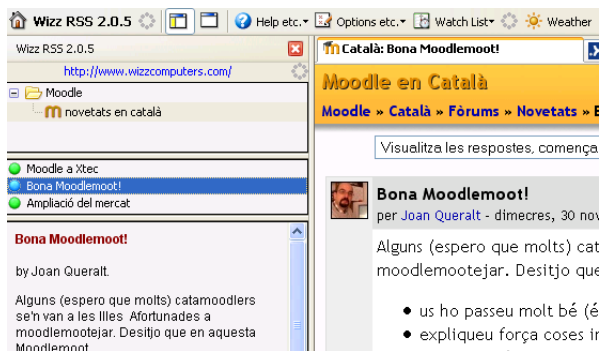 Wizz RSS 2.0.5
Help etc.
Options etc.
Watch List
Weather
Wizz RSS 2.0.5
http://www.wizzcomputers.com/
Moodle
novetats en català
Moodle a Xtec
Bona Moodlemoot!
Ampliació del mercat
Bona Moodlemoot!
by Joan Queralt.
Alguns (espero que molts) catamoodlers
se'n van a les Illes Afortunades a
moodlemootejar. Desitjo que en aquesta
Moodlemoot
Català: Bona Moodlemoot!
Moodle en Català
Moodle » Català » Fòrums » Novetats »
Visualitza les respostes, comença
Bona Moodlemoot!
per Joan Queralt - dimecres, 30 nov
Alguns (espero que molts) cat
moodlemootejar. Desitjo que
• us ho passeu molt bé (é
• expliqueu força coses